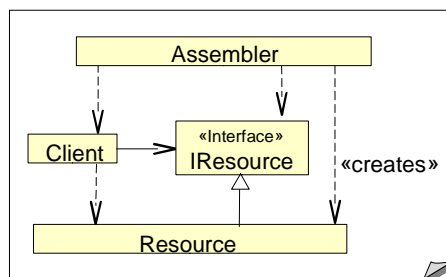 Assembler
«Interface»
IResource
Client
«creates»
Resource